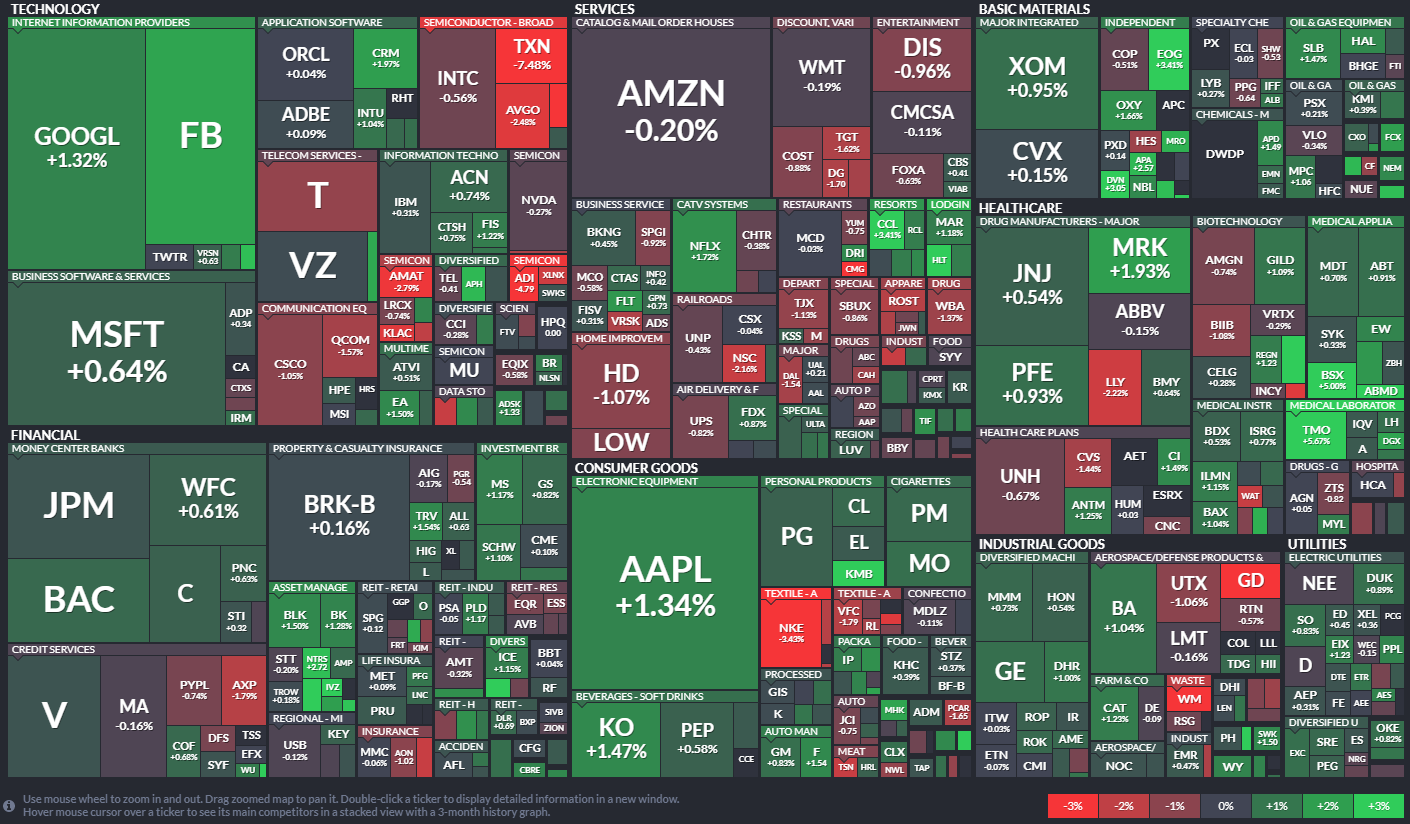 TECHNOLOGY
INTERNET INFORMATION PROVIDERS
GOOGL
+1.32%
FB
TWTR
VRSN
+0.63
APPLICATION SOFTWARE
ORCL
+0.04%
CRM
+1.97%
ADBE
+0.09%
INTU
+1.04%
RHT
SEMICONDUCTOR - BROAD
INTC
-0.56%
TXN
-7.48%
AVGO
-2.48%
BUSINESS SOFTWARE & SERVICES
MSFT
+0.64%
ADP
+0.34
CA
CTXS
IRM
TELECOM SERVICES -
T
VZ
INFORMATION TECHNO
IBM
+0.31%
ACN
+0.74%
CTSH
+0.75%
FIS
+1.22%
SEMICON
NVDA
-0.27%
COMMUNICATION EQ
CSCO
-1.05%
QCOM
-1.57%
HPE
HRS
MSI
SEMICON
AMAT
-2.79%
LRCX
-0.74%
KLAC
DIVERSIFIED
TEL
-0.41
APH
SEMICON
ADI
-4.79
XLNX
SWKS
MULTIME
ATVI
+0.51%
EA
+1.50%
DIVERSIFIE
CCI
-0.28%
SCIEN
FTV
HPQ
0.00
SEMICON
MU
EQIX
-0.58%
BR
NLSN
DATA STO
ADSK
+1.33
FINANCIAL
MONEY CENTER BANKS
JPM
WFC
+0.61%
BAC
C
PNC
+0.63%
STI
+0.32
PROPERTY & CASUALTY INSURANCE
BRK-B
+0.16%
AIG
-0.17%
PGR
-0.54
TRV
+1.54%
ALL
+0.63
HIG
XL
L
INVESTMENT BR
MS
+1.17%
GS
+0.82%
SCHW
+1.10%
CME
+0.10%
CREDIT SERVICES
V
MA
-0.16%
PYPL
-0.74%
AXP
-1.79%
COF
+0.68%
DFS
TSS
SYF
EFX
WU
ASSET MANAGE
BLK
+1.50%
BK
+1.28%
STT
-0.20%
NTRS
+2.72
AMP
TROW
+0.18%
IVZ
REIT - RETAI
SPG
+0.12
GGP
O
FRT
KIM
REIT - INDU
PSA
-0.05
PLD
+1.17
REIT - RES
EQR
ESS
AVB
REIT -
AMT
-0.32%
DIVERS
ICE
+1.15%
BBT
+0.04%
RF
LIFE INSURA
MET
+0.09%
PFG
LNC
PRU
REGIONAL - MI
USB
-0.12%
KEY
INSURANCE
MMC
-0.06%
AON
-1.02
REIT - H
REIT -
DLR
+0.69
BXP
SIVB
ZION
ACCIDEN
AFL
CFG
CBRE
SERVICES
CATALOG & MAIL ORDER HOUSES
AMZN
-0.20%
DISCOUNT, VARI
WMT
-0.19%
COST
-0.88%
TGT
-1.62%
DG
-1.70
ENTERTAINMENT
DIS
-0.96%
CMCSA
-0.11%
FOXA
-0.63%
CBS
+0.41
VIAB
BUSINESS SERVICE
BKNG
+0.45%
SPGI
-0.92%
MCO
-0.58%
CTAS
INFO
+0.42
FISV
+0.31%
FLT
GPN
+0.73
VRSK
ADS
CATV SYSTEMS
NFLX
+1.72%
CHTR
-0.38%
RESTAURANTS
MCD
-0.03%
YUM
-0.75
DRI
CMG
RESORTS
CCL
+3.41%
RCL
LODGIN
MAR
+1.18%
HLT
RAILROADS
UNP
-0.43%
CSX
-0.04%
NSC
-2.16%
DEPART
TJX
-1.13%
KSS
M
SPECIAL
SBUX
-0.86%
APPARE
ROST
JWN
DRUG
WBA
-1.37%
HOME IMPROVEM
HD
-1.07%
LOW
MAJOR
DAL
-1.54
UAL
+0.21
AAL
DRUGS
ABC
CAH
INDUST
FOOD
SYY
AIR DELIVERY & F
UPS
-0.82%
FDX
+0.87%
AUTO P
AZO
AAP
CPRT
KMX
KR
SPECIAL
ULTA
TIF
REGION
LUV
BBY
CONSUMER GOODS
ELECTRONIC EQUIPMENT
AAPL
+1.34%
PERSONAL PRODUCTS
PG
CL
EL
KMB
CIGARETTES
PM
MO
BEVERAGES - SOFT DRINKS
KO
+1.47%
PEP
+0.58%
CCE
TEXTILE - A
NKE
-3.43%
TEXTILE - A
VFC
-1.79
RL
CONFECTIO
MDLZ
-0.11%
PACKA
IP
FOOD -
KHC
+0.39%
BEVER
STZ
+0.37%
BF-B
PROCESSED
GIS
K
AUTO
JCI
-0.75
MHK
ADM
PCAR
-1.65
AUTO MAN
GM
+0.83%
F
+1.54
MEAT
TSN
HRL
CLX
NWL
TAP
BASIC MATERIALS
MAJOR INTEGRATED
XOM
+0.95%
CVX
+0.15%
INDEPENDENT
COP
-0.51%
EOG
+3.41%
OXY
+1.66%
APC
PXD
+0.14
HES
MRO
APA
+2.57
DVN
+3.05
NBL
SPECIALTY CHE
PX
ECL
-0.03
SHW
-0.53
LYB
+0.27%
PPG
-0.64
IFF
ALB
CHEMICALS - M
DWDP
APD
+1.49
EMN
FMC
OIL & GAS EQUIPMEN
SLB
+1.47%
HAL
BHGE
FTI
OIL & GA
PSX
+0.21%
VLO
-0.34%
MPC
+1.06
HFC
OIL & GAS
KMI
+0.39%
CXO
FCX
CF
NEM
NUE
HEALTHCARE
DRUG MANUFACTURERS - MAJOR
JNJ
+0.54%
MRK
+1.93%
ABBV
-0.15%
PFE
+0.93%
LLY
-2.22%
BMY
+0.64%
BIOTECHNOLOGY
AMGN
-0.74%
GILD
+1.09%
BIIB
-1.08%
VRTX
-0.29%
REGN
+1.23
CELG
+0.28%
INCY
MEDICAL APPLIA
MDT
+0.70%
ABT
+0.91%
SYK
+0.33%
EW
BSX
+5.00%
ZBH
ABMD
HEALTH CARE PLANS
UNH
-0.67%
CVS
-1.44%
AET
CI
+1.49%
ANTM
+1.25%
HUM
+0.03
ESRX
CNC
MEDICAL INSTR
BDX
+0.53%
ISRG
+0.77%
ILMN
+1.15%
WAT
BAX
+1.04%
MEDICAL LABORATOR
TMO
+5.67%
IQV
LH
A
DGX
DRUGS - G
AGN
+0.05
ZTS
-0.82
MYL
HOSPITA
HCA
INDUSTRIAL GOODS
DIVERSIFIED MACHI
MMM
+0.73%
HON
+0.54%
GE
DHR
+1.00%
ITW
+0.03%
ROP
IR
ROK
AME
ETN
-0.07%
CMI
AEROSPACE/DEFENSE PRODUCTS &
BA
+1.04%
UTX
-1.06%
GD
RTN
-0.57%
LMT
-0.16%
COL
LLL
TDG
HII
FARM & CO
CAT
+1.23%
DE
-0.09
WASTE
WM
RSG
DHI
LEN
AEROSPACE/
NOC
INDUST
EMR
+0.47%
PH
SWK
+1.50
WY
UTILITIES
ELECTRIC UTILITIES
NEE
DUK
+0.89%
SO
+0.83%
ED
+0.45
XEL
+0.36
PCG
D
EIX
+1.23
WEC
-0.15
PPL
DTE
ETR
AEP
+0.31%
FE
AEE
AES
DIVERSIFIED U
EXC
SRE
ES
OKE
+0.82%
PEG
NRG
Use mouse wheel to zoom in and out. Drag zoomed map to pan it. Double-click a ticker to display detailed information in a new window.
Hover mouse cursor over a ticker to see its main competitors in a stacked view with a 3-month history graph.
-3%
-2%
-1%
0%
+1%
+2%
+3%